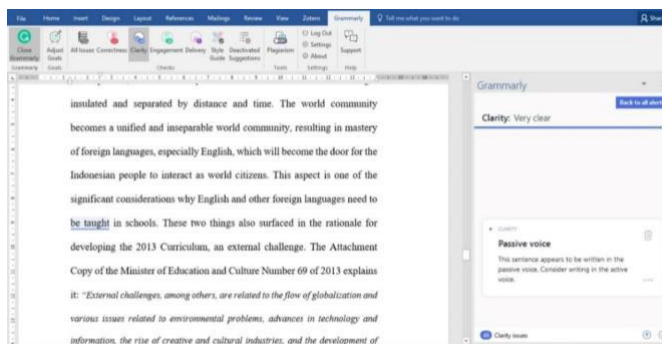 File Home Insert Design Layout References Mailings Review View Zotero Grammarly Tell me what you want to do Sha
Close Grammarly
Adjust Goals
All Issues Correctness Clarity Engagement Delivery Style Guide Deactivated Suggestions
Plagiarism
Log Out
Settings
About
Support
Grammarly Goals Checks Tools Settings Help
insulated and separated by distance and time. The world community
becomes a unified and inseparable world community, resulting in mastery
of foreign languages, especially English, which will become the door for the
Indonesian people to interact as world citizens. This aspect is one of the
significant considerations why English and other foreign languages need to
be taught in schools. These two things also surfaced in the rationale for
developing the 2013 Curriculum, an external challenge. The Attachment
Copy of the Minister of Education and Culture Number 69 of 2013 explains
it: "External challenges, among others, are related to the flow of globalization and
various issues related to environmental problems, advances in technology and
information, the rise of creative and cultural industries, and the development of
Grammarly
Back to all alert
Clarity: Very clear
CLARITY
Passive voice
This sentence appears to be written in the
passive voice. Consider writing in the active
voice.
Clarity issues